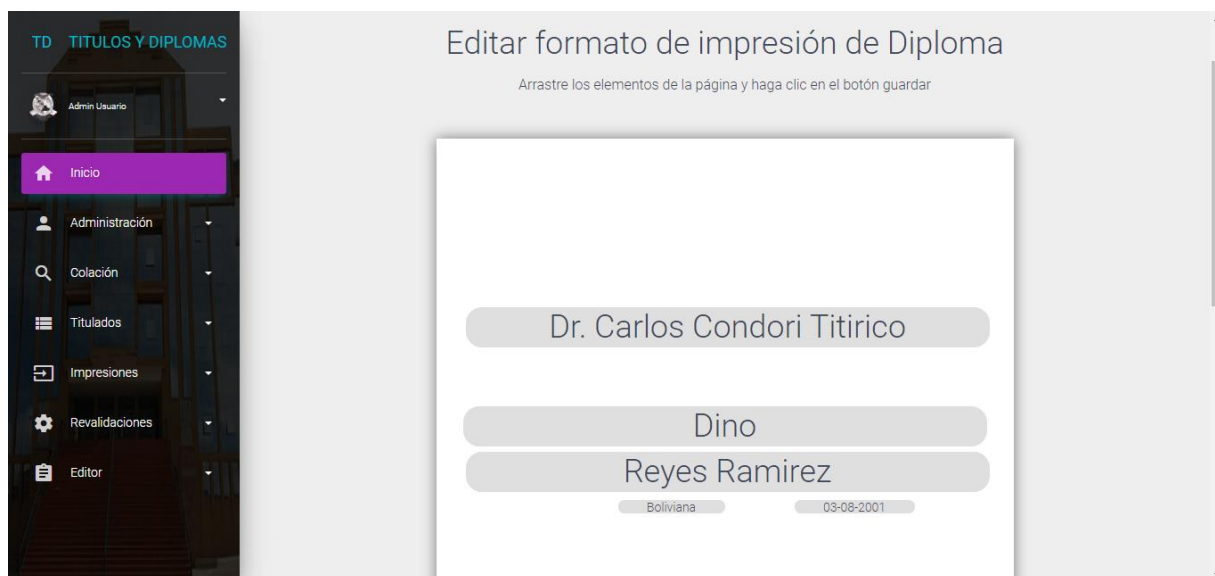 TD TITULOS Y DIPLOMAS
Admin Usuario
Inicio
Administración
Colación
Titulados
Impresiones
Revalidaciones
Editor
Editar formato de impresión de Diploma
Arrastre los elementos de la página y haga clic en el botón guardar
Dr. Carlos Condori Titirico
Dino
Reyes Ramirez
Boliviana 03-08-2001